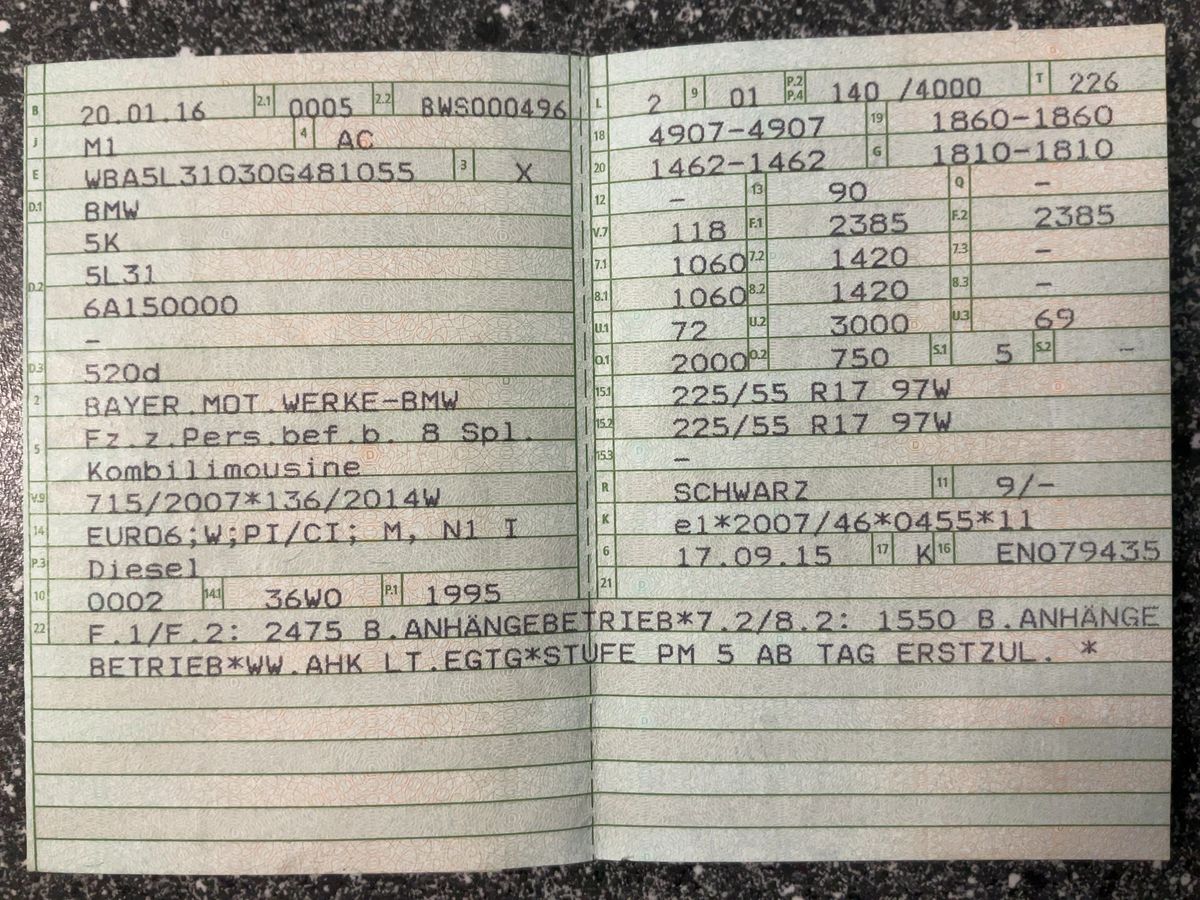 B 20.01.16 2.1 0005 2.2 BWS000496
J M1 4 AC
E WBA5L31030G481055 3 X
D.1 BMW
5K
D.2 5L31
6A150000
–
D.3 520d
2 BAYER.MOT.WERKE-BMW
5 Fz.z.Pers.bef.b. 8 Spl.
Kombilimousine
V.9 715/2007*136/2014W
14 EURO6;W;PI/CI; M, N1 I
P.3 Diesel
10 0002 14.1 36W0 P.1 1995
L 2 9 01 P.2 P.4 140 /4000 T 226
18 4907-4907 19 1860-1860
20 1462-1462 G 1810-1810
12 – 13 90 Q –
V.7 118 F.1 2385 F.2 2385
7.1 1060 7.2 1420 7.3 –
8.1 1060 8.2 1420 8.3 –
U.1 72 U.2 3000 U.3 69
O.1 2000 O.2 750 S.1 5 S.2 –
15.1 225/55 R17 97W
15.2 225/55 R17 97W
15.3 –
R SCHWARZ 11 9/-
K e1*2007/46*0455*11
6 17.09.15 17 K 16 EN079435
21
22 F.1/F.2: 2475 B.ANHÄNGEBETRIEB*7.2/8.2: 1550 B.ANHÄNGE
BETRIEB*WW.AHK LT.EGTG*STUFE PM 5 AB TAG ERSTZUL. *